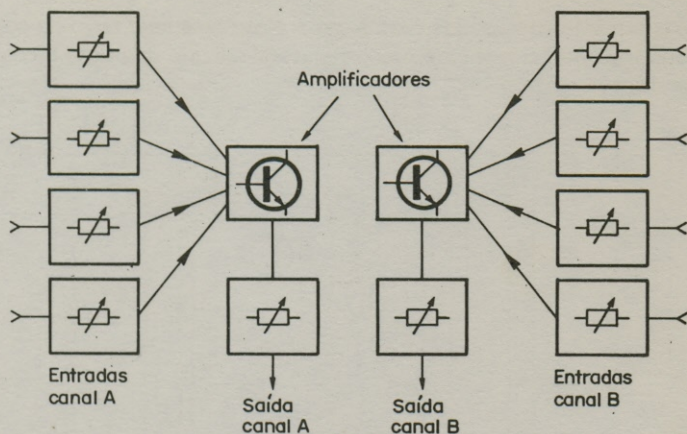 Amplificadores
Entradas
canal A
Saída
canal A
Saída
canal B
Entradas
canal B